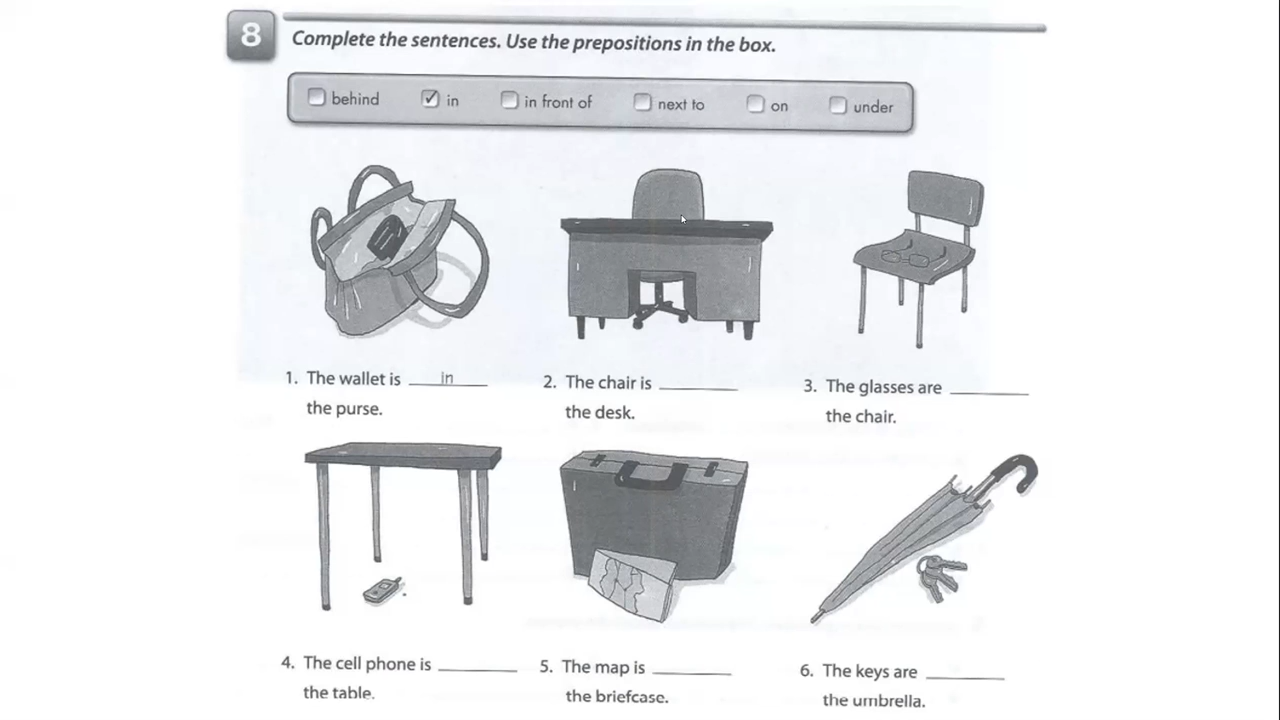 8
Complete the sentences. Use the prepositions in the box.
behind in in front of next to on under
1. The wallet is in
the purse.
2. The chair is
the desk.
3. The glasses are
the chair.
4. The cell phone is
the table.
5. The map is
the briefcase.
6. The keys are
the umbrella.